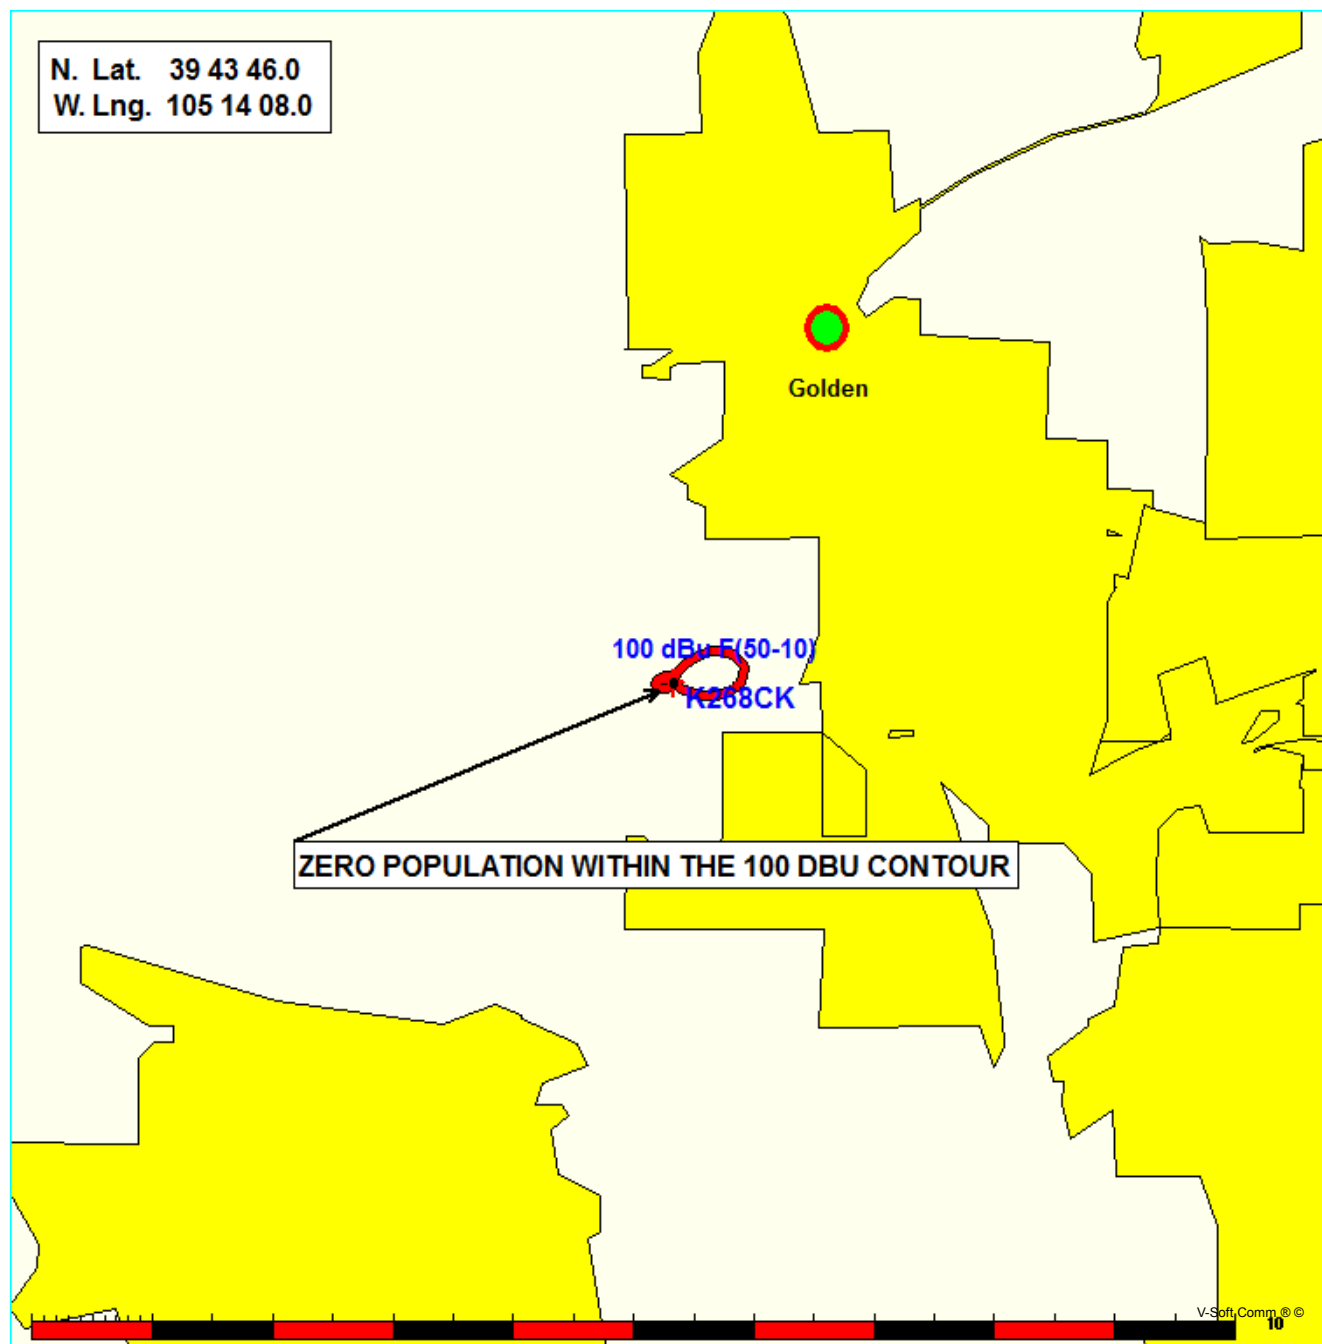 N. Lat. 39 43 46.0
W. Lng. 105 14 08.0
Golden
100 dBu F(50-10)
K268CK
ZERO POPULATION WITHIN THE 100 DBU CONTOUR
V-Soft Comm ® ©
10